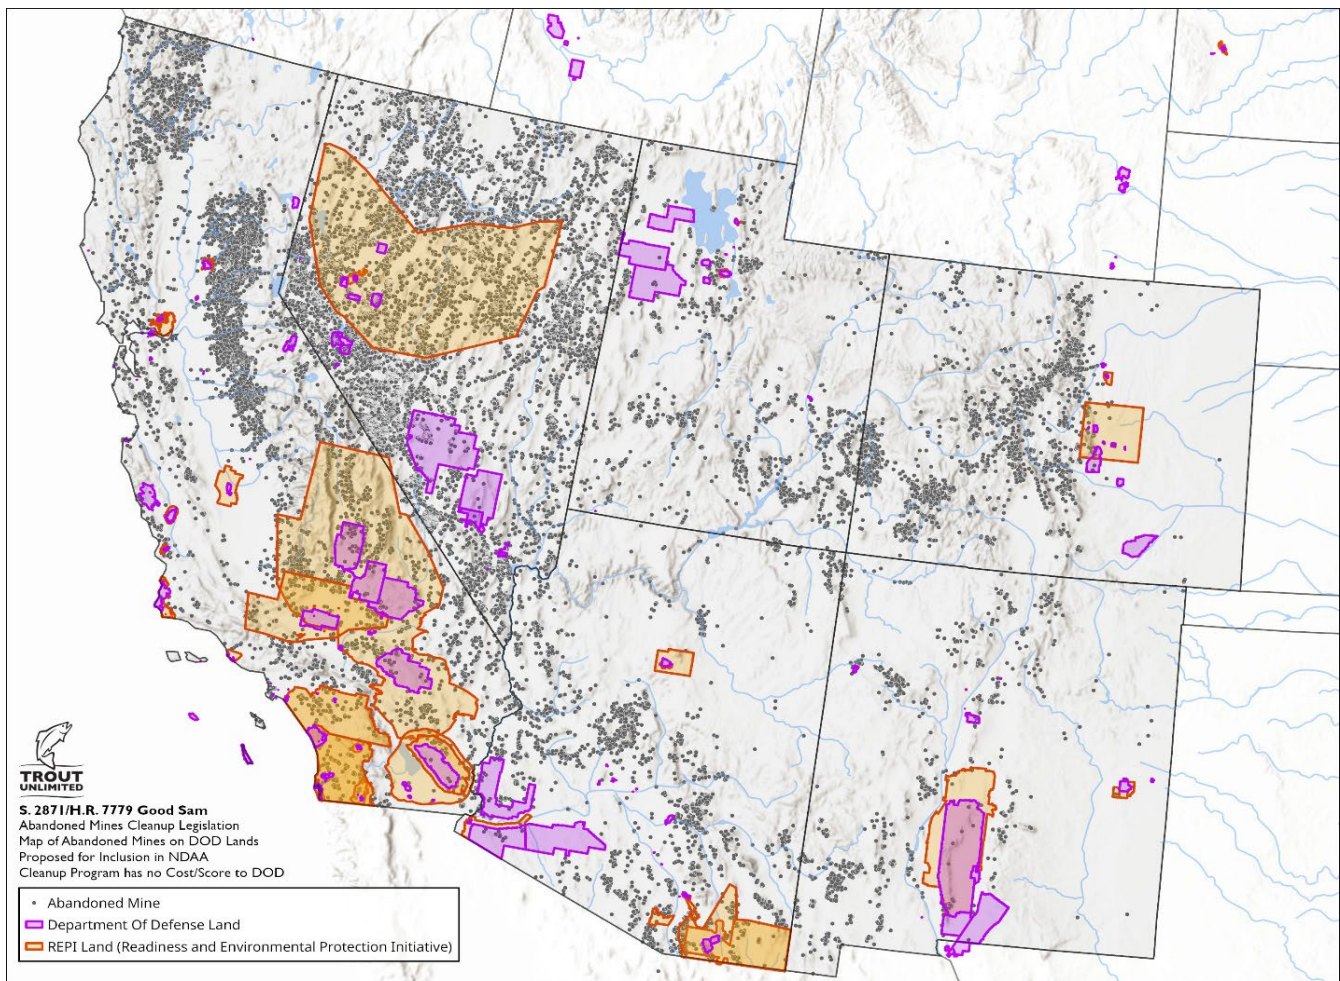 TROUT
UNLIMITED
S. 2871/H.R. 7779 Good Sam
Abandoned Mines Cleanup Legislation
Map of Abandoned Mines on DOD Lands
Proposed for Inclusion in NDAA
Cleanup Program has no Cost/Score to DOD
Abandoned Mine
Department Of Defense Land
REPI Land (Readiness and Environmental Protection Initiative)